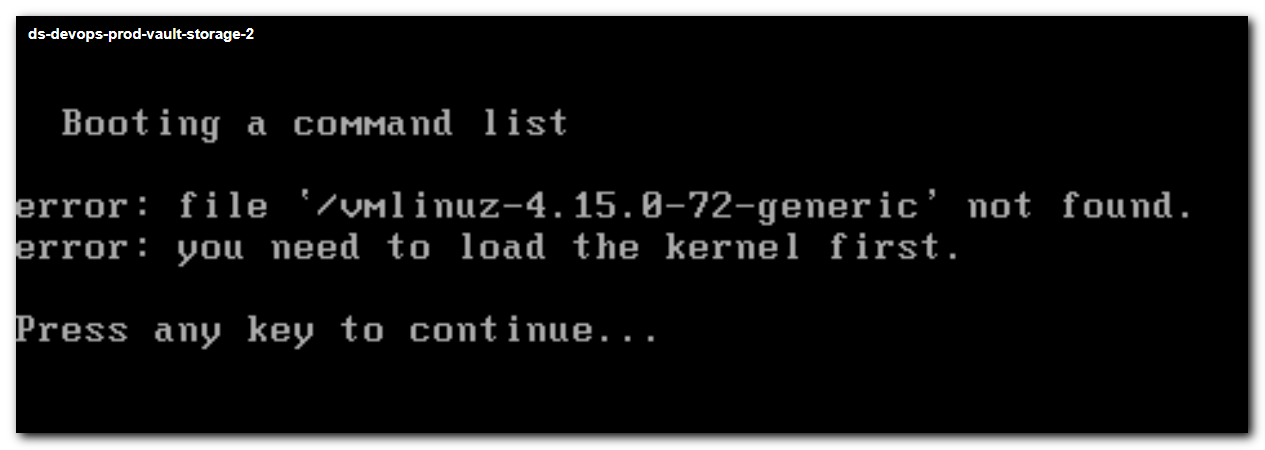 ds-devops-prod-vault-storage-2
Booting a command list
error: file '/vmlinuz-4.15.0-72-generic' not found.
error: you need to load the kernel first.
Press any key to continue...